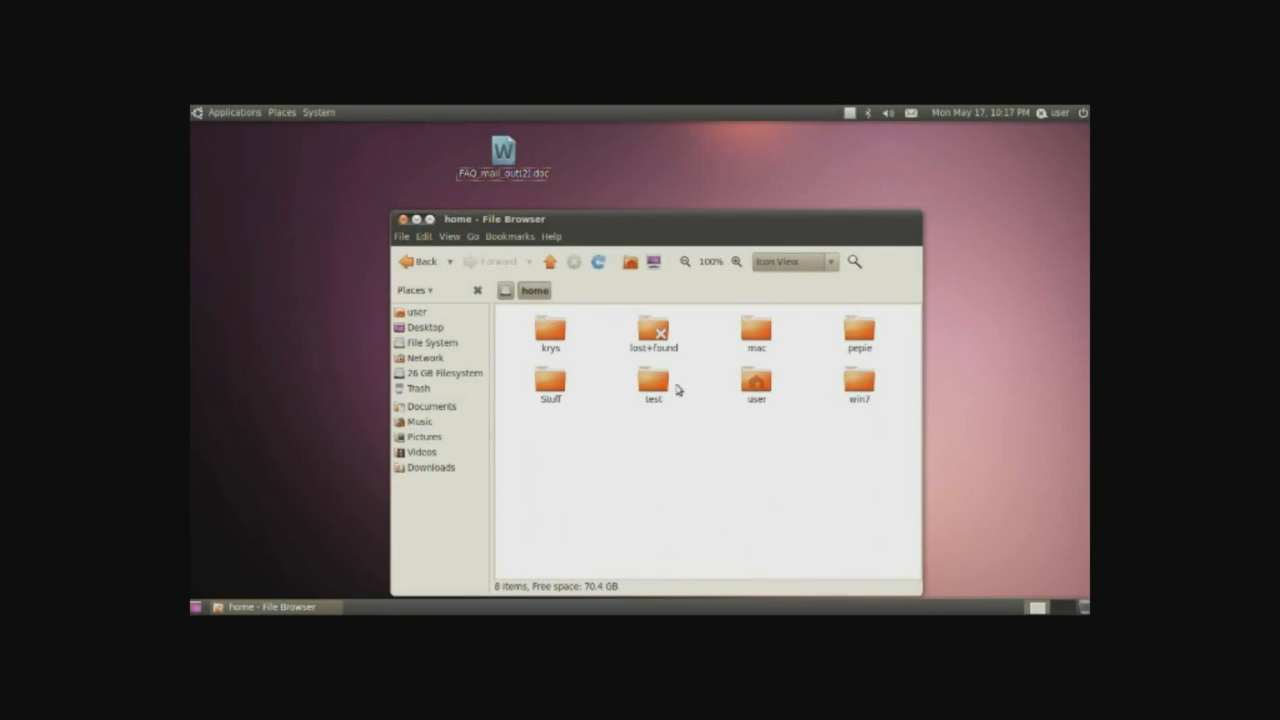 Applications Places System
Mon May 17, 10:17 PM user
W
FAQ_mail_out(2).doc
home - File Browser
File Edit View Go Bookmarks Help
Back Forward 100% Icon View
Places home
user
Desktop
File System
Network
26 GB Filesystem
Trash
Documents
Music
Pictures
Videos
Downloads
krys lost+found mac pepie
Stuff test user win7
8 items, Free space: 70.4 GB
home - File Browser